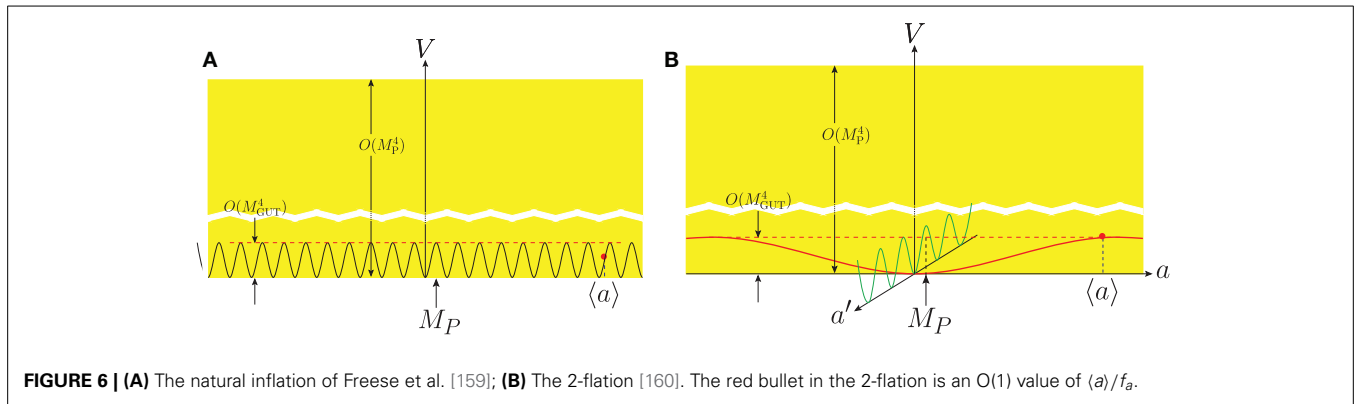 A
V
O(M_P^4)
O(M_GUT^4)
⟨a⟩
M_P
B
V
O(M_P^4)
O(M_GUT^4)
a
a′
M_P
⟨a⟩
FIGURE 6 | (A) The natural inflation of Freese et al. [159]; (B) The 2-flation [160]. The red bullet in the 2-flation is an O(1) value of ⟨a⟩/f_a.